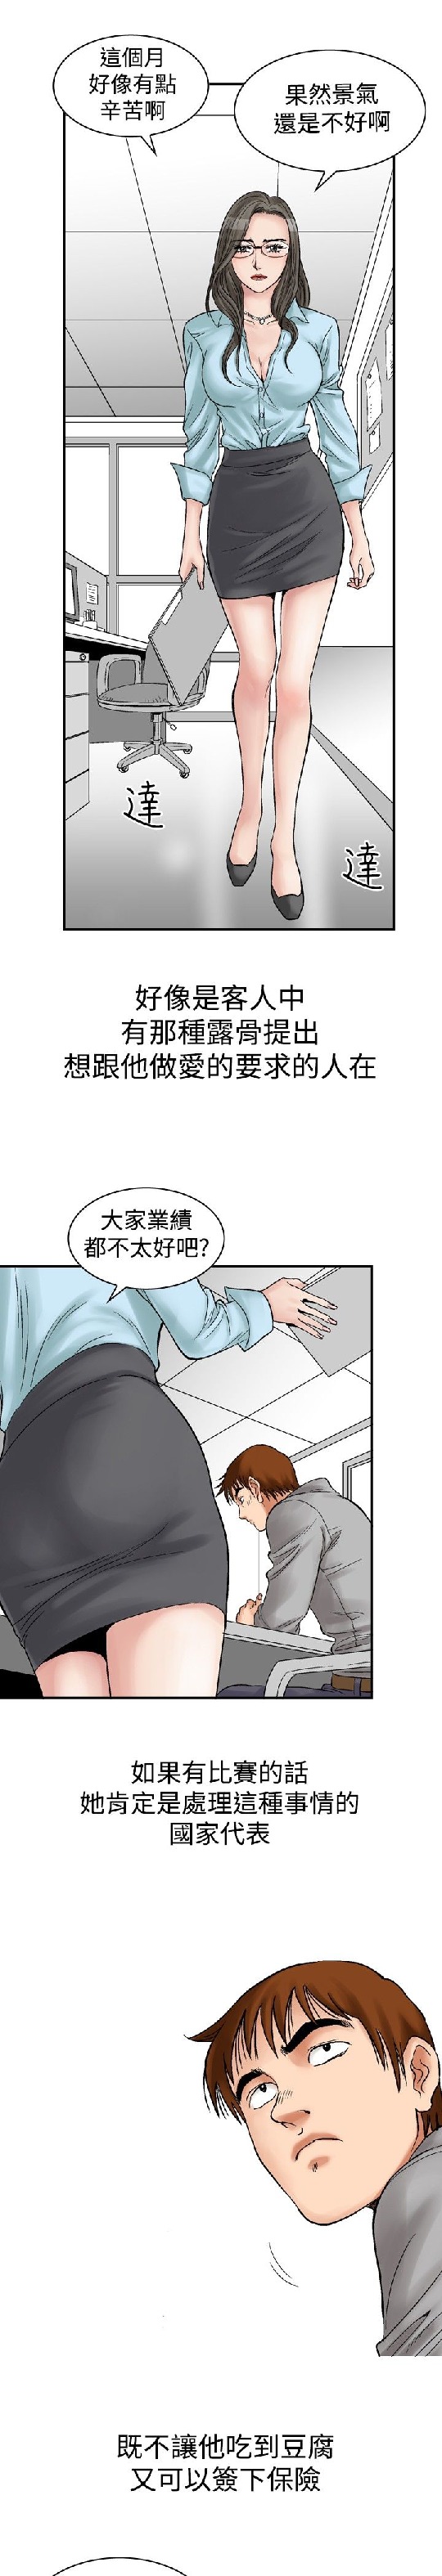 這個月
好像有點
辛苦啊
果然景氣
還是不好啊
達
達
好像是客人中
有那種露骨提出
想跟他做愛的要求的人在
大家業績
都不太好吧?
如果有比賽的話
她肯定是處理這種事情的
國家代表
既不讓他吃到豆腐
又可以簽下保險